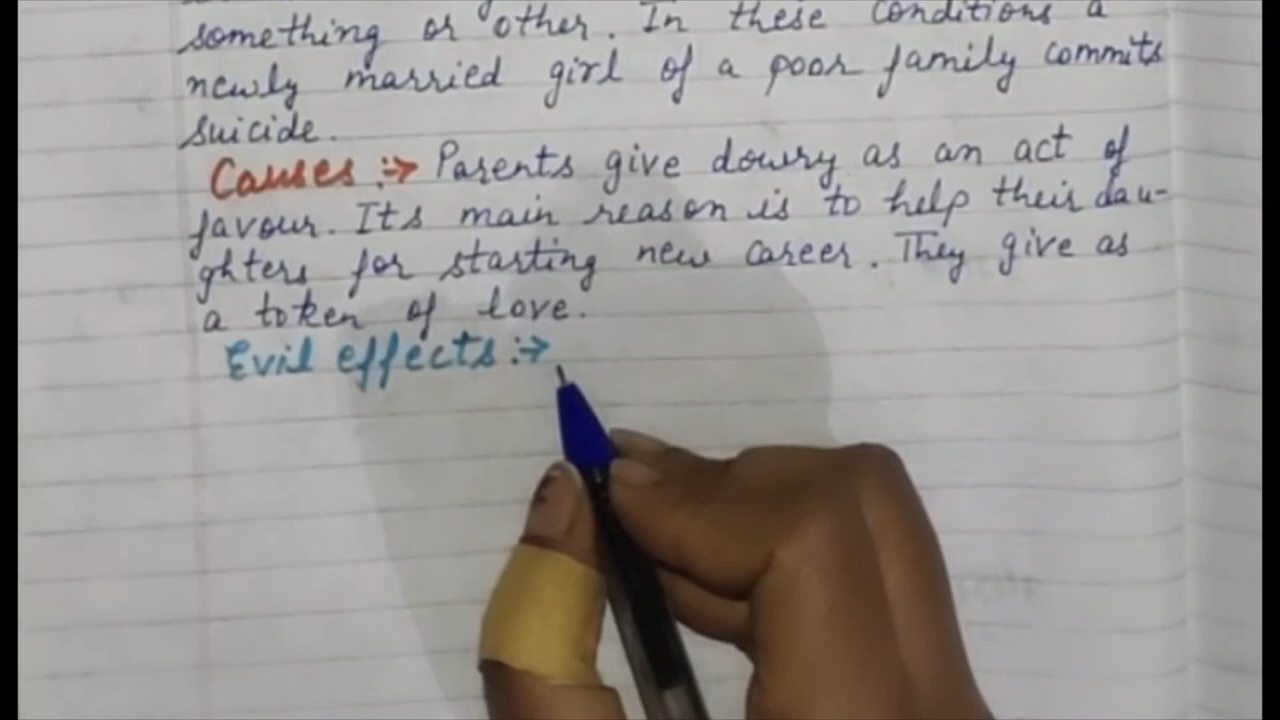 something or other. In these conditions a
newly married girl of a poor family commits
suicide.
Causes :→ Parents give dowry as an act of
favour. Its main reason is to help their dau-
ghters for starting new career. They give as
a token of love.
Evil effects :→